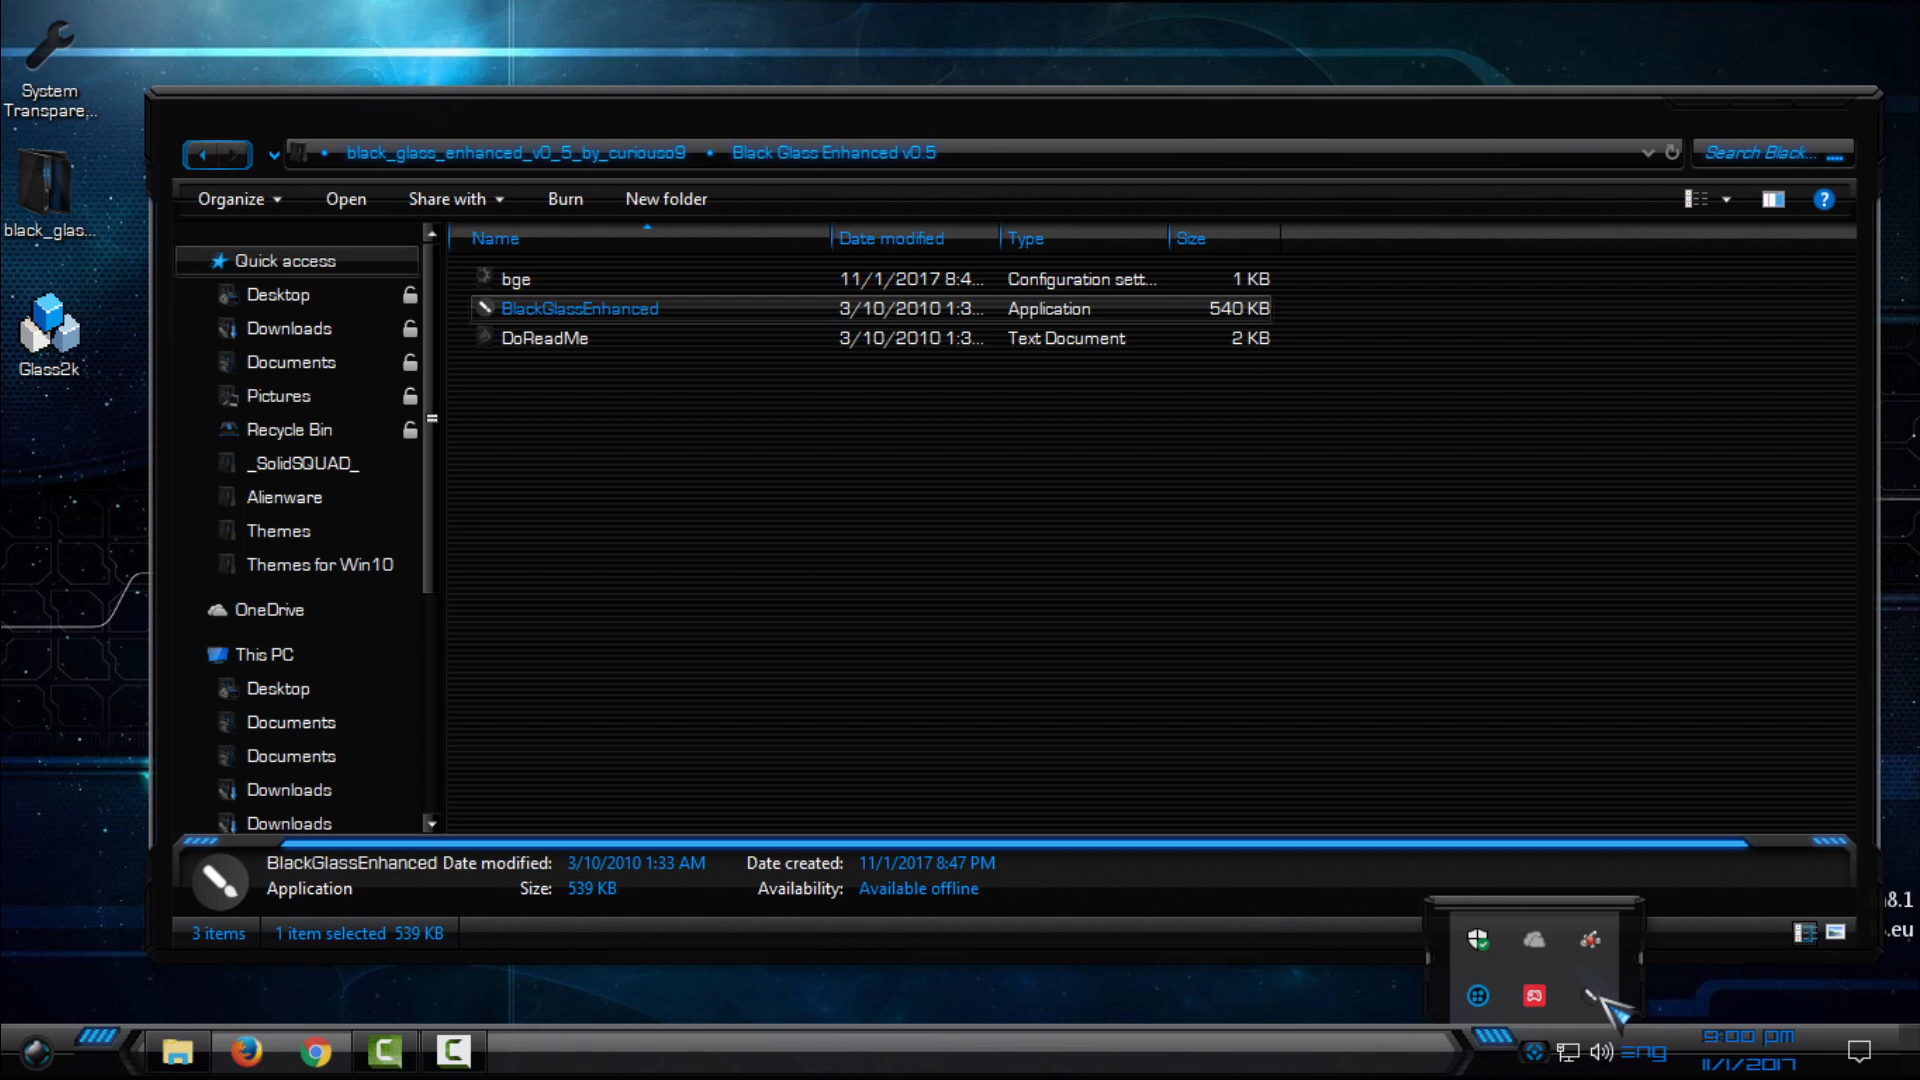 System
Transpare,..
black_glas...
Glass2k
black_glass_enhanced_v0_5_by_curiouso9 • Black Glass Enhanced v0.5
Search Black...
Organize Open Share with Burn New folder
?
Name Date modified Type Size
bge 11/1/2017 8:4... Configuration sett... 1 KB
BlackGlassEnhanced 3/10/2010 1:3... Application 540 KB
DoReadMe 3/10/2010 1:3... Text Document 2 KB
Quick access
Desktop
Downloads
Documents
Pictures
Recycle Bin
_SolidSQUAD_
Alienware
Themes
Themes for Win10
OneDrive
This PC
Desktop
Documents
Documents
Downloads
Downloads
BlackGlassEnhanced Date modified: 3/10/2010 1:33 AM Date created: 11/1/2017 8:47 PM
Application Size: 539 KB Availability: Available offline
3 items 1 item selected 539 KB
8.1
.eu
eng
9:00 pm
11/1/2017